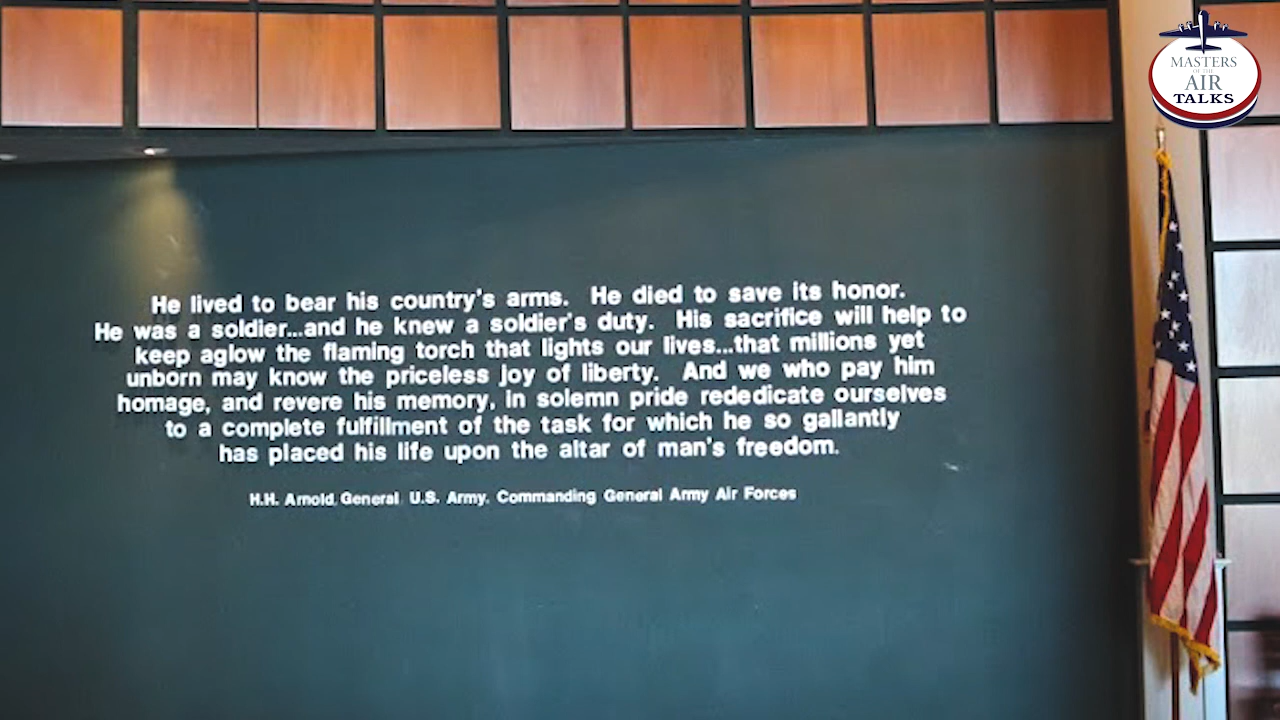 He lived to bear his country's arms. He died to save its honor.
He was a soldier...and he knew a soldier's duty. His sacrifice will help to
keep aglow the flaming torch that lights our lives...that millions yet
unborn may know the priceless joy of liberty. And we who pay him
homage, and revere his memory, in solemn pride rededicate ourselves
to a complete fulfillment of the task for which he so gallantly
has placed his life upon the altar of man's freedom.
H.H. Arnold, General U.S. Army, Commanding General Army Air Forces
MASTERS
OF THE
AIR
TALKS